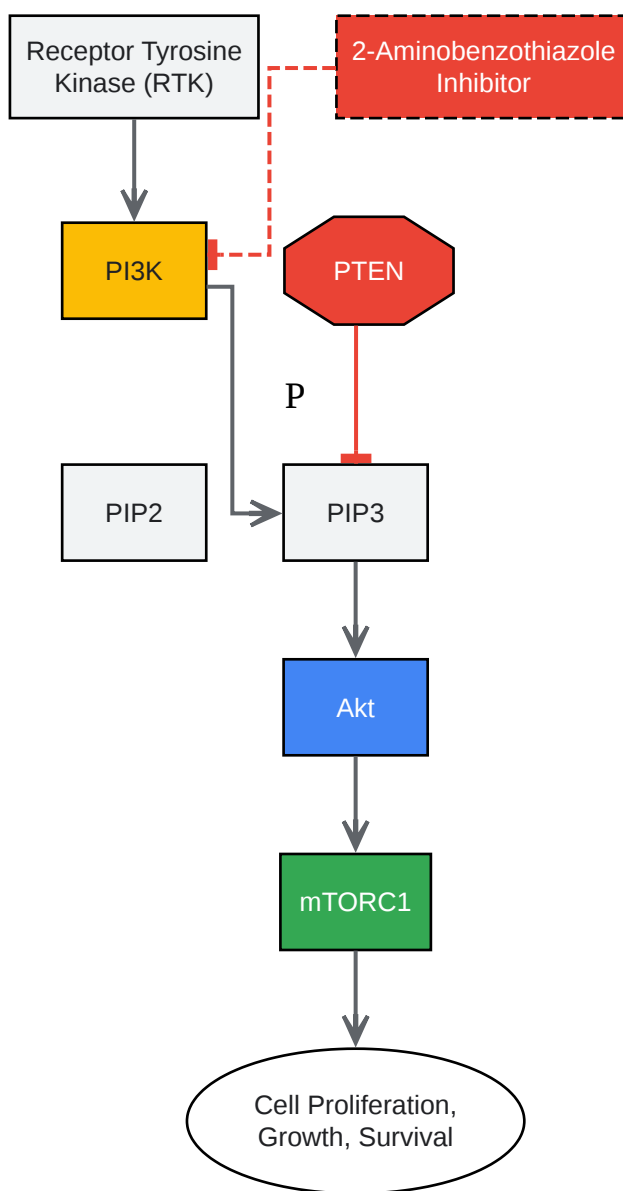 Receptor Tyrosine
Kinase (RTK)
2-Aminobenzothiazole
Inhibitor
PI3K
PTEN
P
PIP2
PIP3
Akt
mTORC1
Cell Proliferation,
Growth, Survival